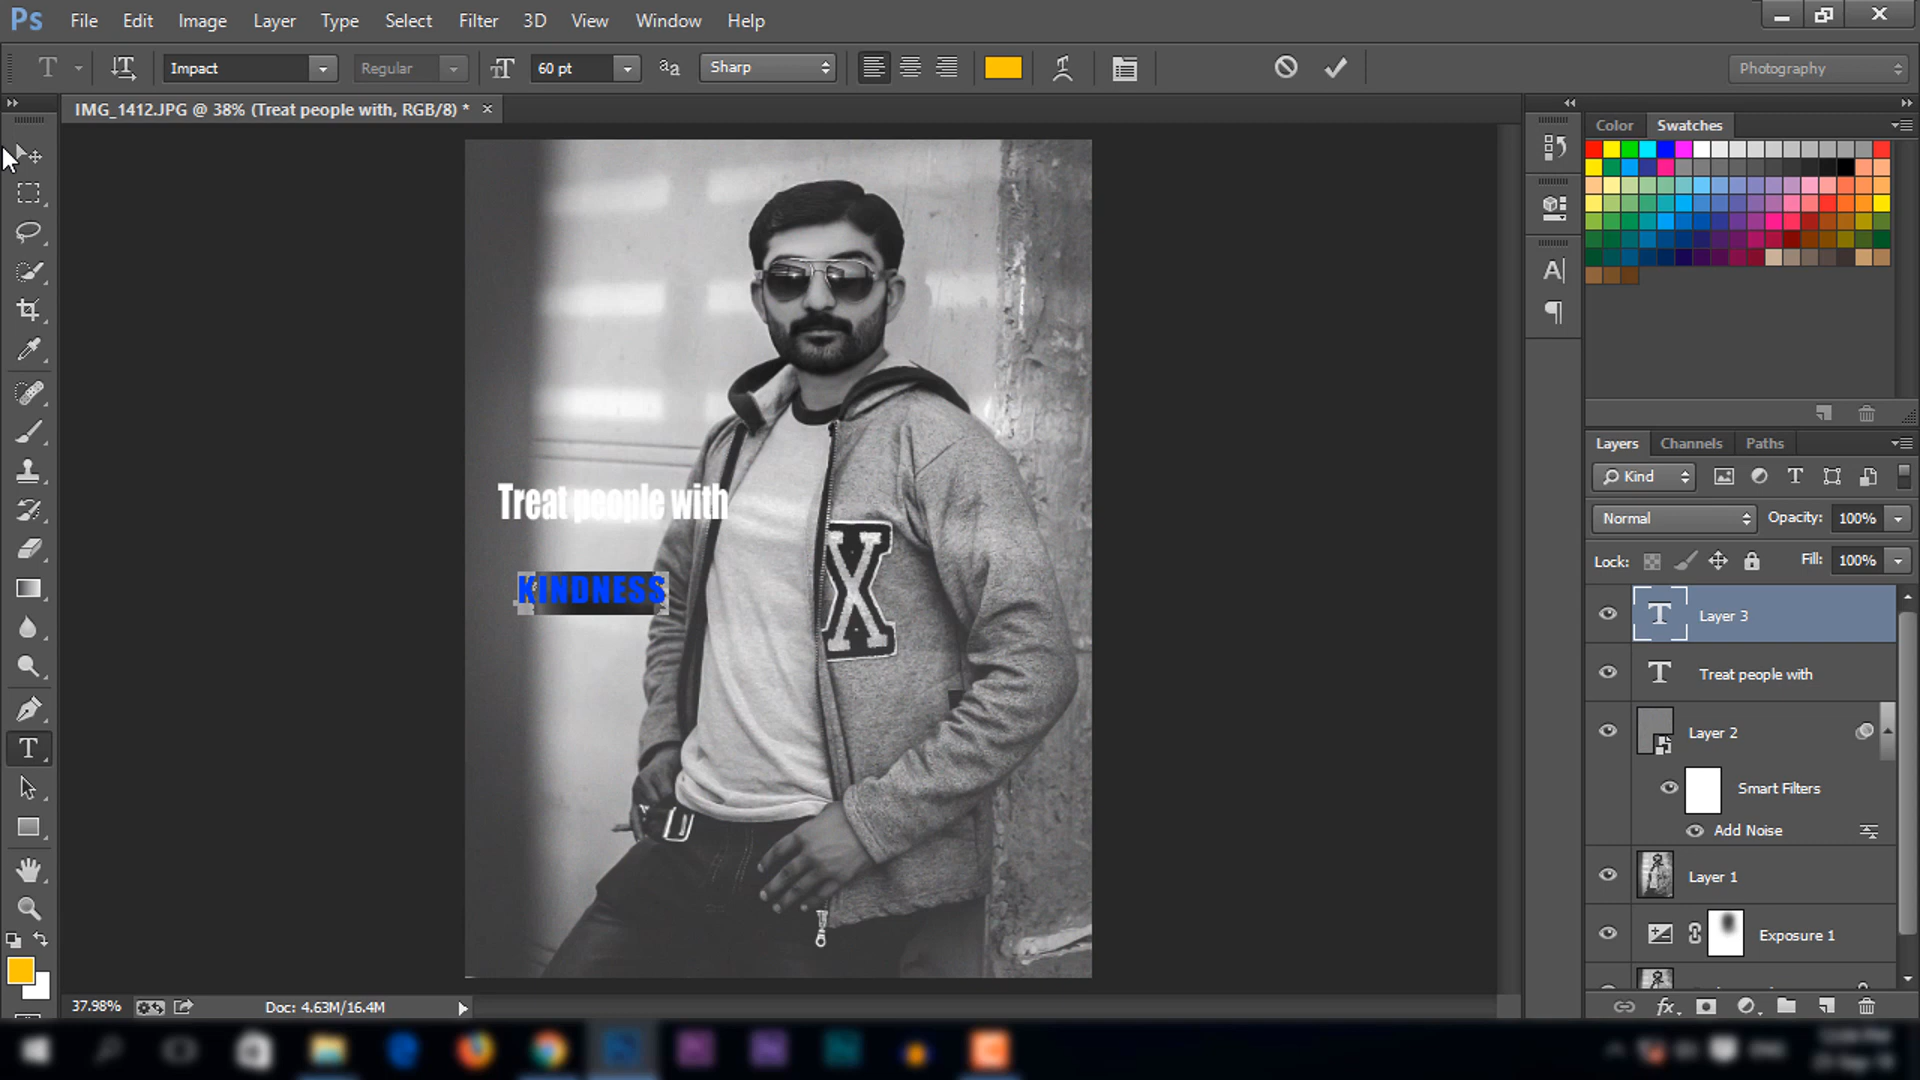 Ps File Edit Image Layer Type Select Filter 3D View Window Help
T Impact Regular 60 pt aa Sharp Photography
IMG_1412.JPG @ 38% (Treat people with, RGB/8) * ×
Color Swatches
Treat people with
KINDNESS
X
A
Layers Channels Paths
Kind
Normal Opacity: 100%
Lock: Fill: 100%
T Layer 3
T Treat people with
Layer 2
Smart Filters
Add Noise
Layer 1
Exposure 1
T
fx
37.98% Doc: 4.63M/16.4M